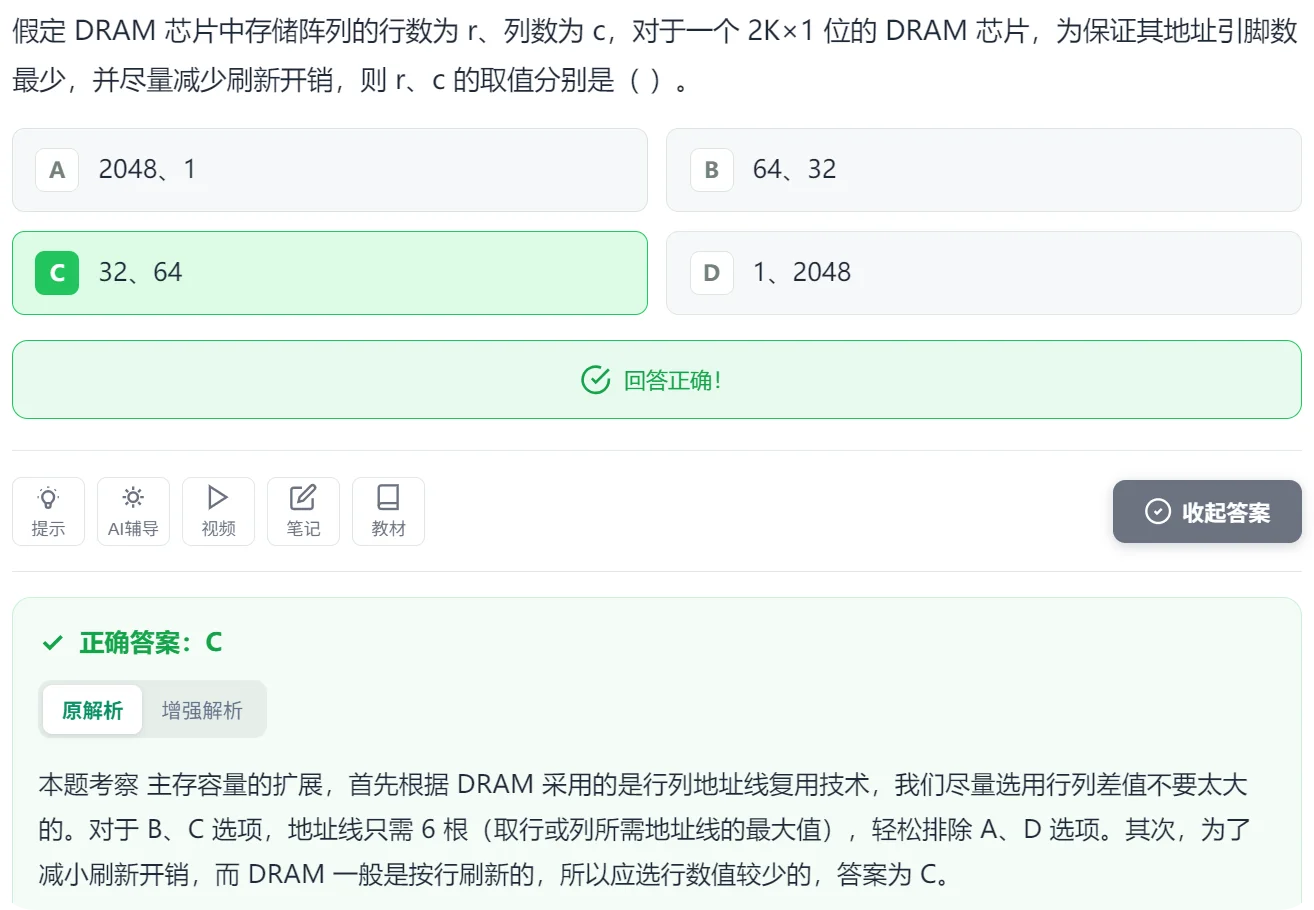 假定 DRAM 芯片中存储阵列的行数为 r、列数为 c，对于一个 2K×1 位的 DRAM 芯片，为保证其地址引脚数
最少，并尽量减少刷新开销，则 r、c 的取值分别是（ ）。
A 2048、1
B 64、32
C 32、64
D 1、2048
回答正确！
提示
AI辅导
视频
笔记
教材
收起答案
正确答案：C
原解析
增强解析
本题考察 主存容量的扩展，首先根据 DRAM 采用的是行列地址线复用技术，我们尽量选用行列差值不要太大
的。对于 B、C 选项，地址线只需 6 根（取行或列所需地址线的最大值），轻松排除 A、D 选项。其次，为了
减小刷新开销，而 DRAM 一般是按行刷新的，所以应选行数值较少的，答案为 C。